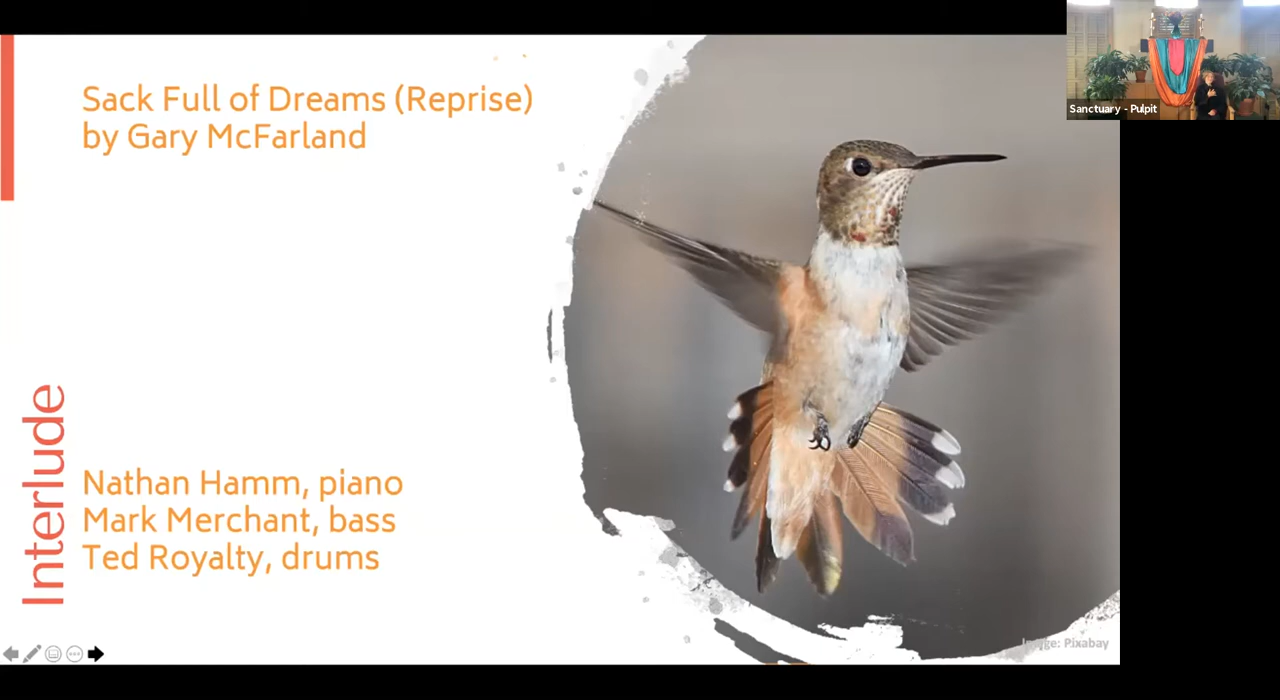 Sack Full of Dreams (Reprise)
by Gary McFarland
Interlude
Nathan Hamm, piano
Mark Merchant, bass
Ted Royalty, drums
Sanctuary - Pulpit
Image: Pixabay